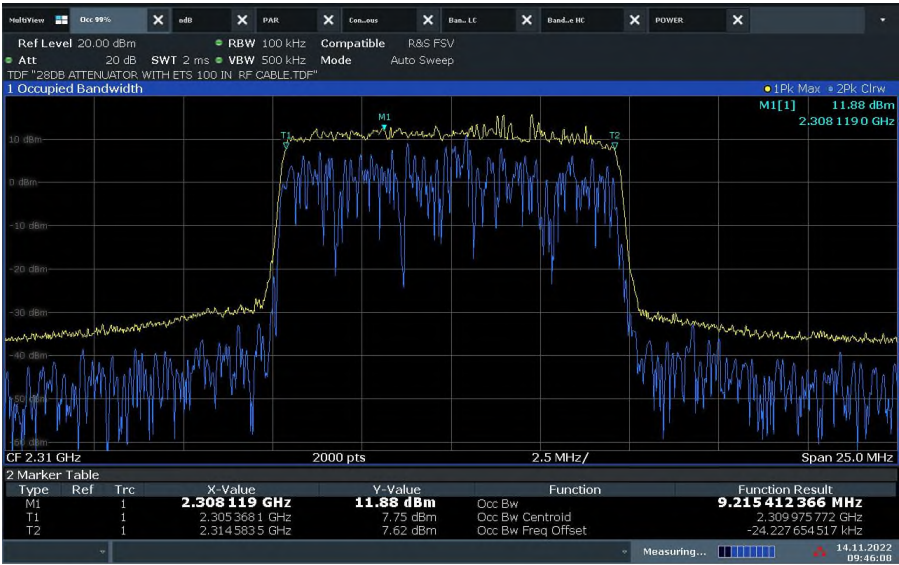 MultiView Occ 99% ndB PAR Con...ous Ban... LC Band...e HC POWER
Ref Level 20.00 dBm RBW 100 kHz Compatible R&S FSV
Att 20 dB SWT 2 ms VBW 500 kHz Mode Auto Sweep
TDF "28DB ATTENUATOR WITH ETS 100 IN RF CABLE.TDF"
1 Occupied Bandwidth 1Pk Max 2Pk Clrw
M1[1] 11.88 dBm
2.308 1190 GHz
M1
T1 T2
10 dBm
0 dBm
-10 dBm
-20 dBm
-30 dBm
-40 dBm
CF 2.31 GHz 2000 pts 2.5 MHz/ Span 25.0 MHz
2 Marker Table
Type Ref Trc X-Value Y-Value Function Function Result
M1 1 2.308 119 GHz 11.88 dBm Occ Bw 9.215 412 366 MHz
T1 1 2.305 368 1 GHz 7.75 dBm Occ Bw Centroid 2.309 975 772 GHz
T2 1 2.314 583 5 GHz 7.62 dBm Occ Bw Freq Offset -24.227 654 517 kHz
Measuring... 14.11.2022
09:46:08